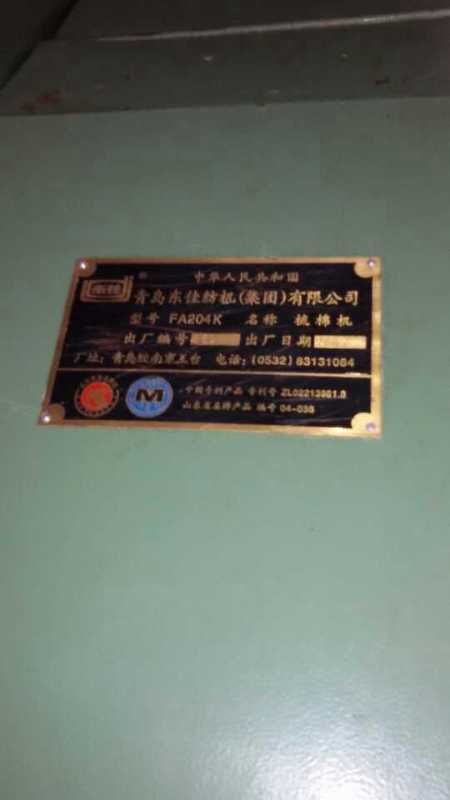 东佳
中华人民共和国
青岛东佳纺机(集团)有限公司
型号 FA204K 名称 梳棉机
出厂编号 出厂日期
厂址: 青岛胶南王台 电话: (0532) 83131084
M
中国专利产品 专利号
山东省名牌产品 编号 04-038